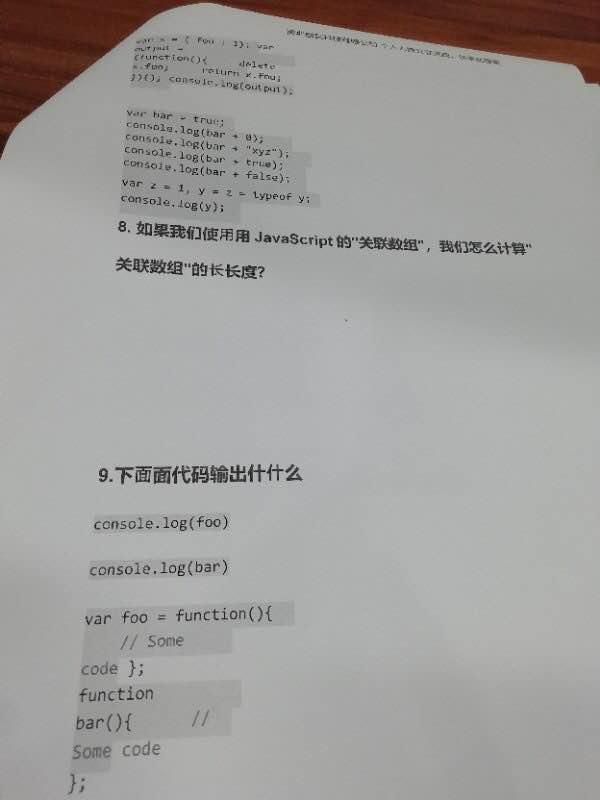 var x = { foo : 1}; var
output =
(function(){ delete
x.foo; return x.foo;
})(); console.log(output);
var bar = true;
console.log(bar + 0);
console.log(bar + "xyz");
console.log(bar + true);
console.log(bar + false);
var z = 1, y = z = typeof y;
console.log(y);
8. 如果我们使用用 JavaScript 的"关联数组"，我们怎么计算"
关联数组"的长长度?
9.下面面代码输出什什么
console.log(foo)
console.log(bar)
var foo = function(){
// Some
code };
function
bar(){ //
Some code
};